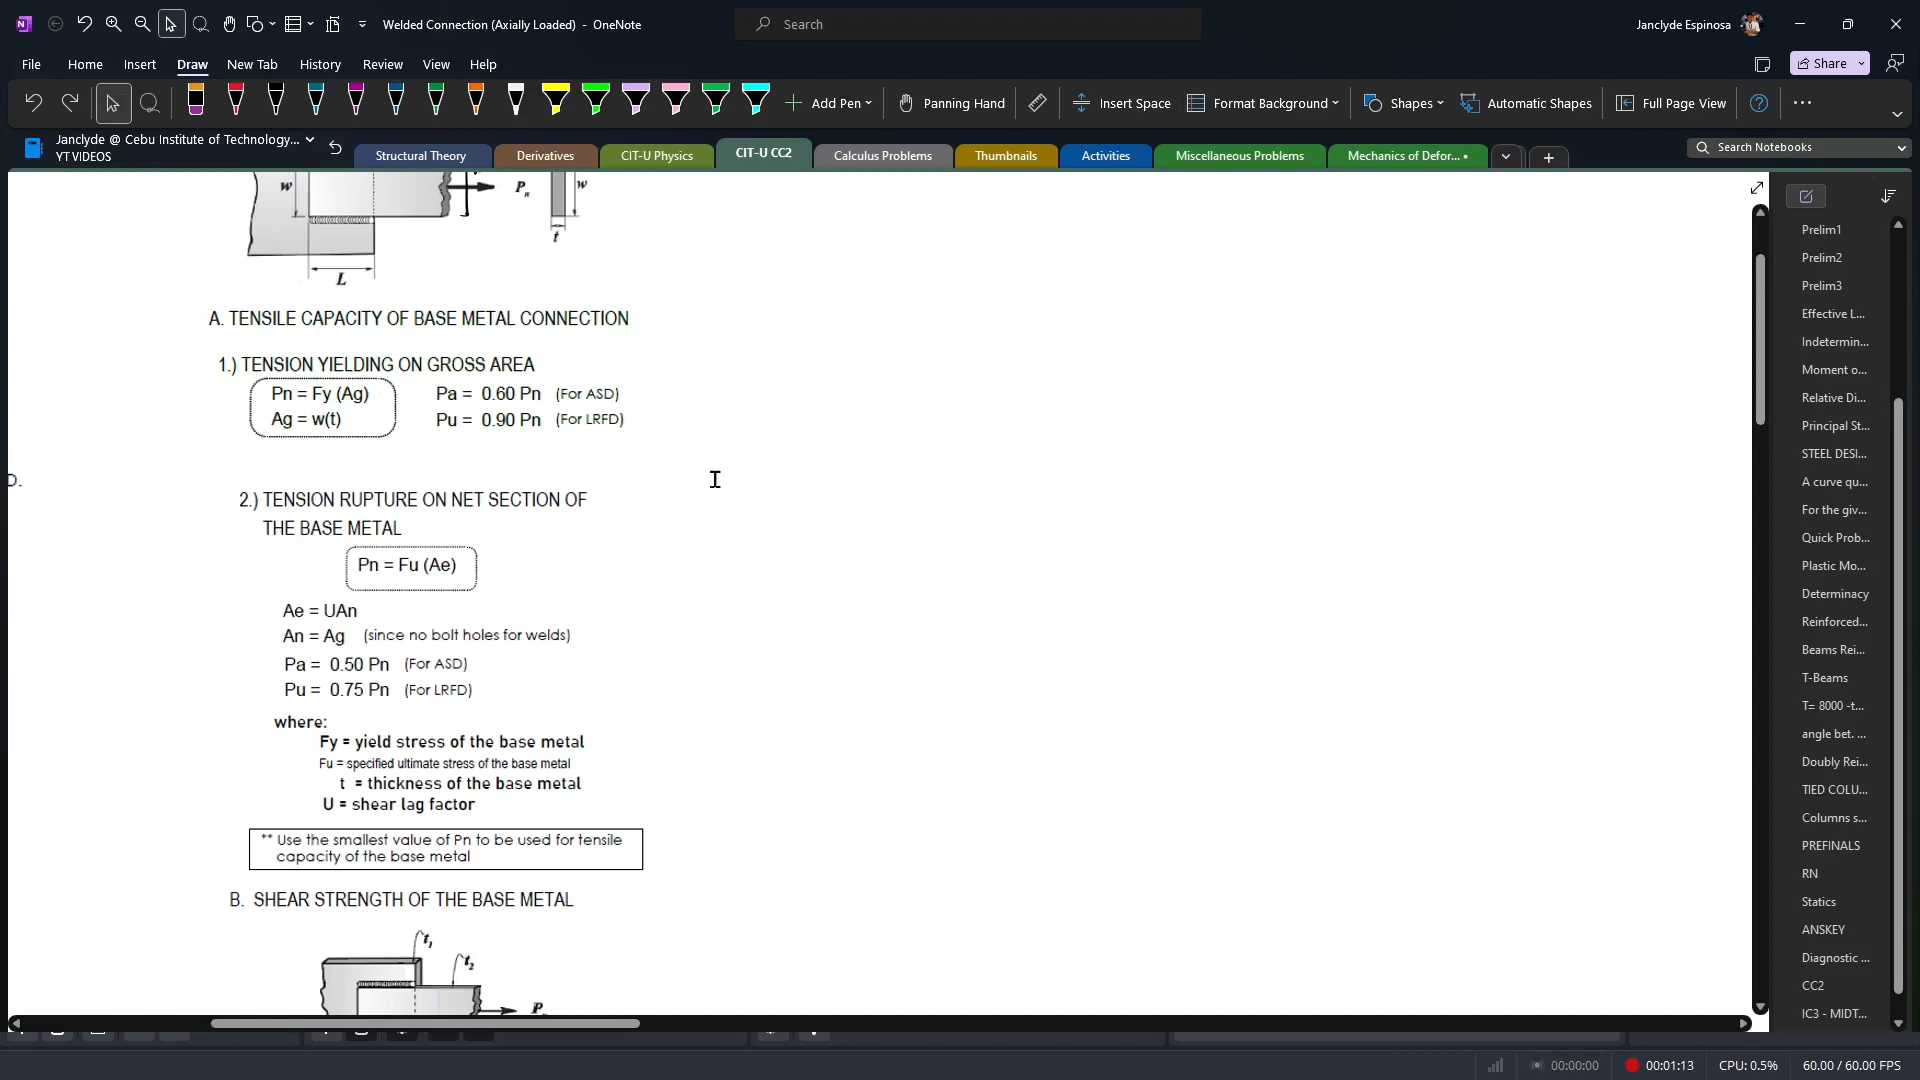 Welded Connection (Axially Loaded) - OneNote
Search
Janclyde Espinosa
File Home Insert Draw New Tab History Review View Help
Share
Add Pen
Panning Hand
Insert Space
Format Background
Shapes
Automatic Shapes
Full Page View
Janclyde @ Cebu Institute of Technology...
YT VIDEOS
Structural Theory
Derivatives
CIT-U Physics
CIT-U CC2
Calculus Problems
Thumbnails
Activities
Miscellaneous Problems
Mechanics of Defor...
Search Notebooks
w
Pn
w
t
L
A. TENSILE CAPACITY OF BASE METAL CONNECTION
1.) TENSION YIELDING ON GROSS AREA
Pn = Fy (Ag)
Ag = w(t)
Pa = 0.60 Pn (For ASD)
Pu = 0.90 Pn (For LRFD)
D.
2.) TENSION RUPTURE ON NET SECTION OF
THE BASE METAL
Pn = Fu (Ae)
Ae = UAn
An = Ag (since no bolt holes for welds)
Pa = 0.50 Pn (For ASD)
Pu = 0.75 Pn (For LRFD)
where:
Fy = yield stress of the base metal
Fu = specified ultimate stress of the base metal
t = thickness of the base metal
U = shear lag factor
** Use the smallest value of Pn to be used for tensile
capacity of the base metal
B. SHEAR STRENGTH OF THE BASE METAL
t1
t2
P
Prelim1
Prelim2
Prelim3
Effective L...
Indetermin...
Moment o...
Relative Di...
Principal St...
STEEL DESI...
A curve qu...
For the giv...
Quick Prob...
Plastic Mo...
Determinacy
Reinforced...
Beams Rei...
T-Beams
T= 8000 -t...
angle bet. ...
Doubly Rei...
TIED COLU...
Columns s...
PREFINALS
RN
Statics
ANSKEY
Diagnostic ...
CC2
IC3 - MIDT...
00:00:00
00:01:13
CPU: 0.5%
60.00 / 60.00 FPS